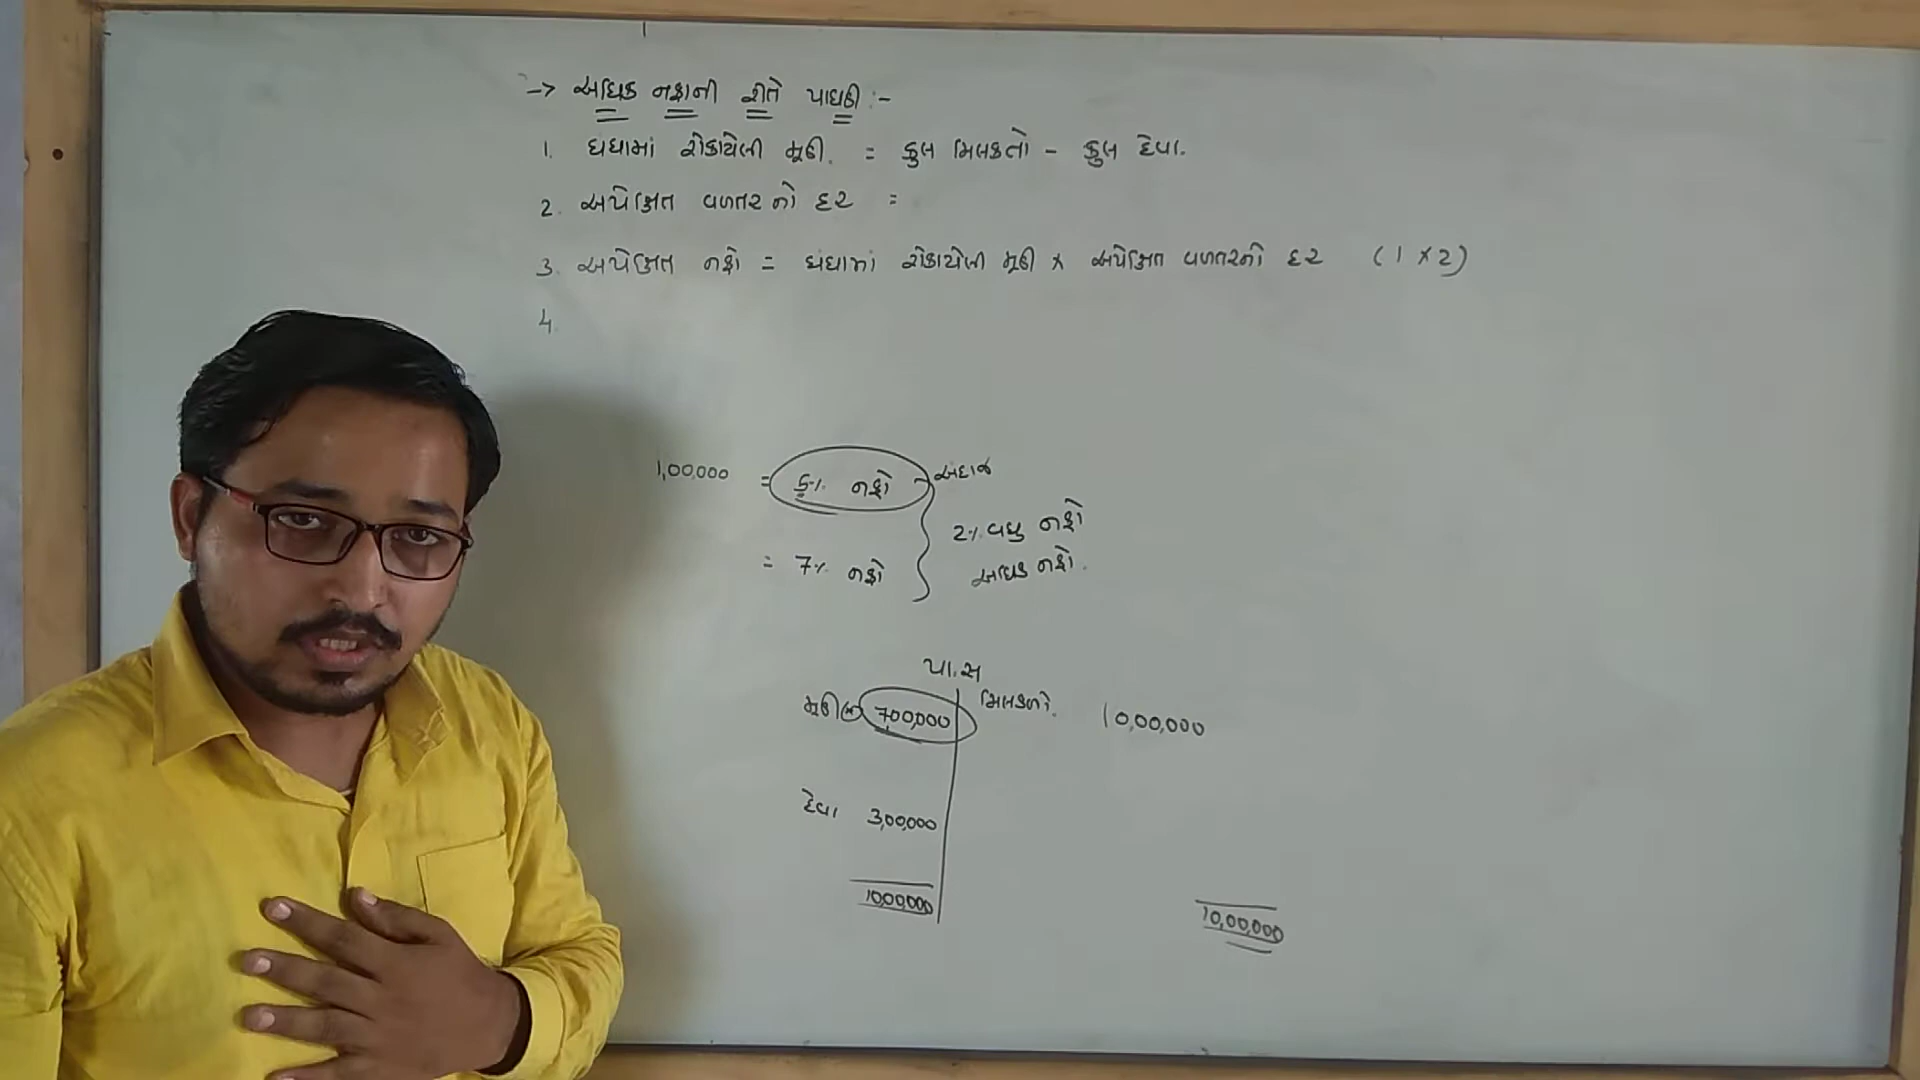 → અધિક નફાની રીતે પાઘડી :-
1. ધંધામાં રોકાયેલી મૂડી. = કુલ મિલકતો - કુલ દેવા.
2. અપેક્ષિત વળતરનો દર =
3. અપેક્ષિત નફો = ધંધામાં રોકાયેલી મૂડી × અપેક્ષિત વળતરનો દર (1 × 2)
4.
1,00,000 = 5% નફો અંદાજ
2% વધુ નફો
= 7% નફો અધિક નફો.
પા.સ
મૂડી 7,00,000 મિલકતો. 10,00,000
દેવા 3,00,000
10,00,000 10,00,000